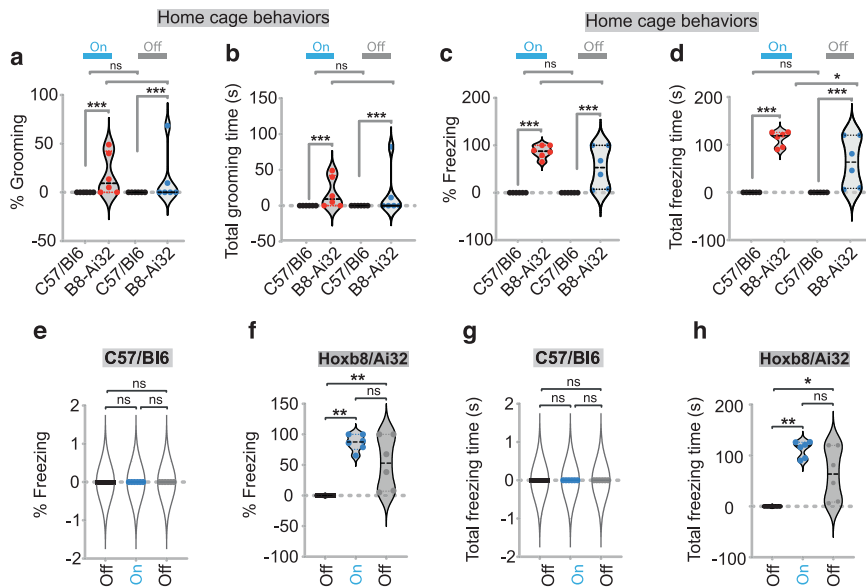 Home cage behaviors
Home cage behaviors
a
On
Off
ns
***
***
% Grooming
100
50
0
-50
C57/Bl6
B8-Ai32
C57/Bl6
B8-Ai32
b
On
Off
ns
***
***
Total grooming time (s)
150
100
50
0
-50
C57/Bl6
B8-Ai32
C57/Bl6
B8-Ai32
c
On
Off
ns
***
***
% Freezing
200
100
0
-100
C57/Bl6
B8-Ai32
C57/Bl6
B8-Ai32
d
On
Off
ns
*
***
***
Total freezing time (s)
200
100
0
-100
C57/Bl6
B8-Ai32
C57/Bl6
B8-Ai32
e
C57/Bl6
ns
ns
ns
% Freezing
2
1
0
-1
-2
Off
On
Off
f
Hoxb8/Ai32
**
ns
**
% Freezing
150
100
50
0
-50
-100
Off
On
Off
g
C57/Bl6
ns
ns
ns
Total freezing time (s)
2
1
0
-1
-2
Off
On
Off
h
Hoxb8/Ai32
*
ns
**
Total freezing time (s)
200
100
0
-100
Off
On
Off